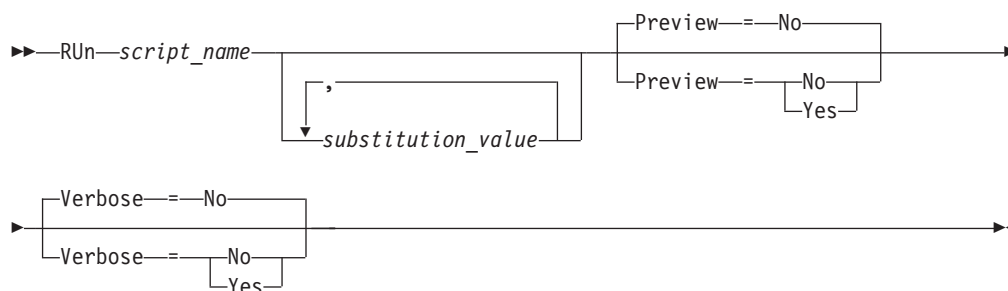 Preview = No
RUn script_name
Preview = No
Yes
,
substitution_value
Verbose = No
Verbose = No
Yes